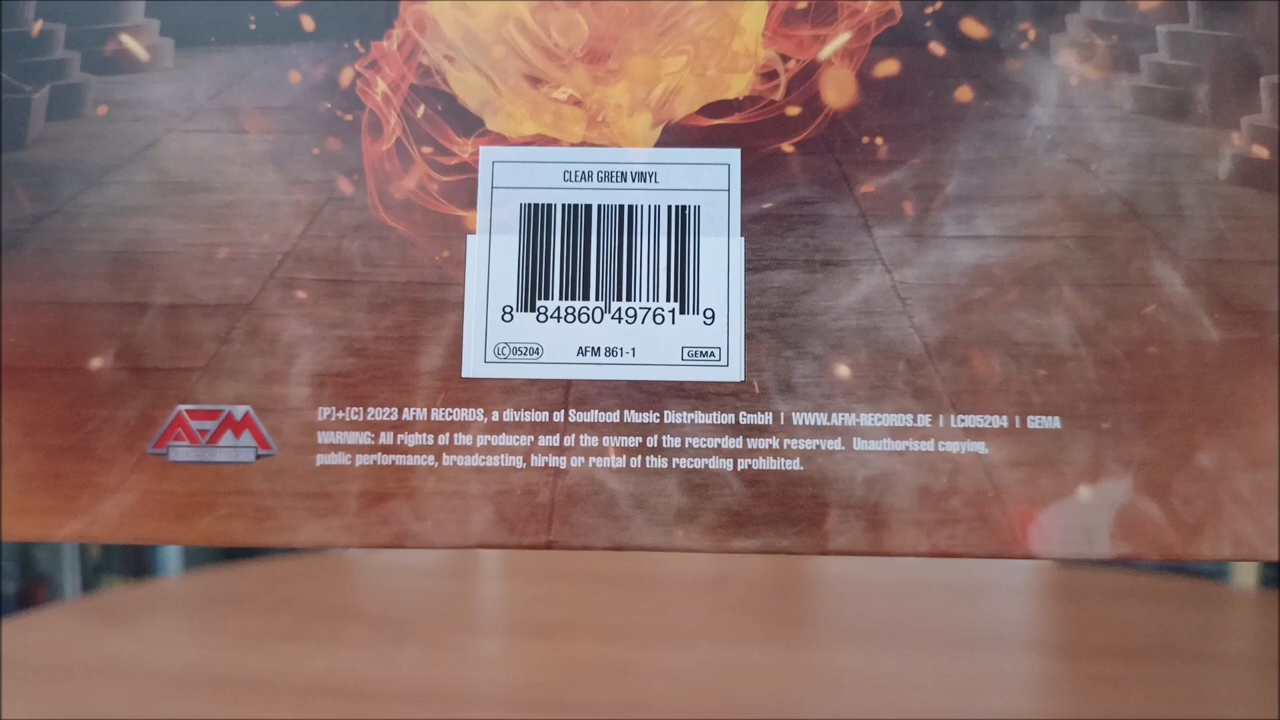 CLEAR GREEN VINYL
8 84860 49761 9
LC 05204 AFM 861-1 GEMA
AFM
[P]+[C] 2023 AFM RECORDS, a division of Soulfood Music Distribution GmbH | WWW.AFM-RECORDS.DE | LC|05204 | GEMA
WARNING: All rights of the producer and of the owner of the recorded work reserved. Unauthorised copying,
public performance, broadcasting, hiring or rental of this recording prohibited.